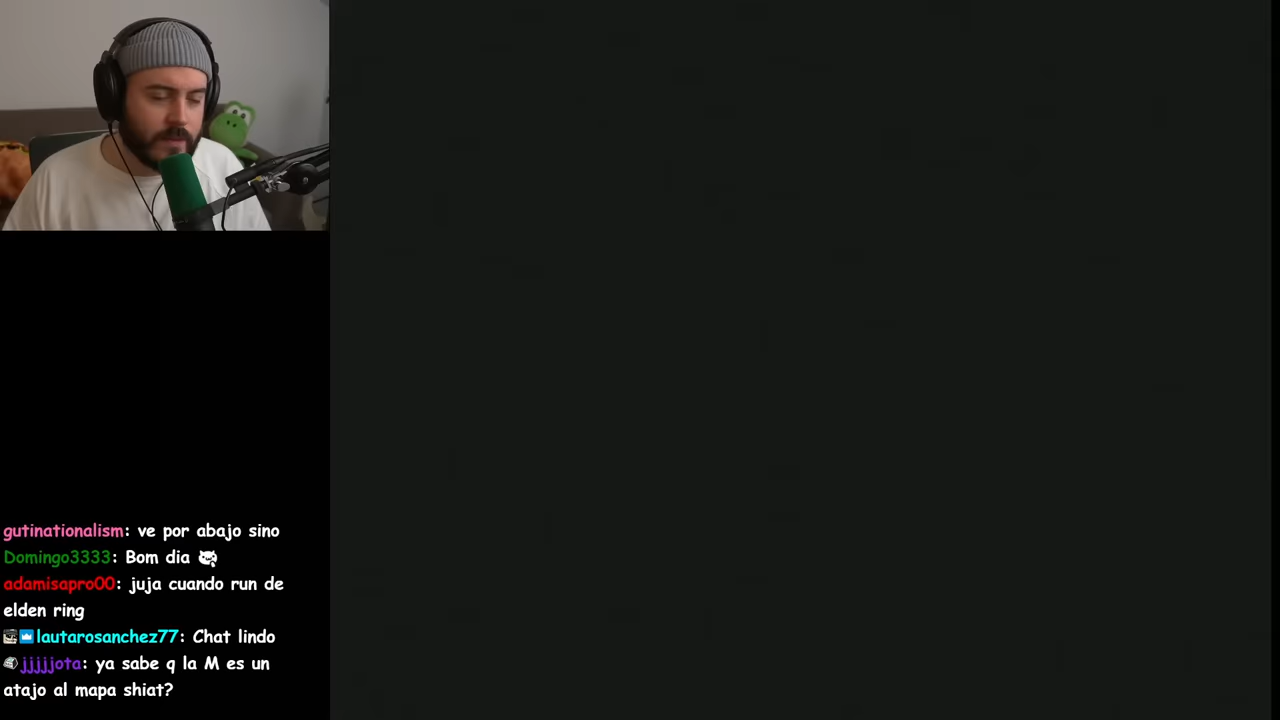 gutinationalism: ve por abajo sino
Domingo3333: Bom dia
adamisapro00: juja cuando run de
elden ring
lautarosanchez77: Chat lindo
jjjjjota: ya sabe q la M es un
atajo al mapa shiat?